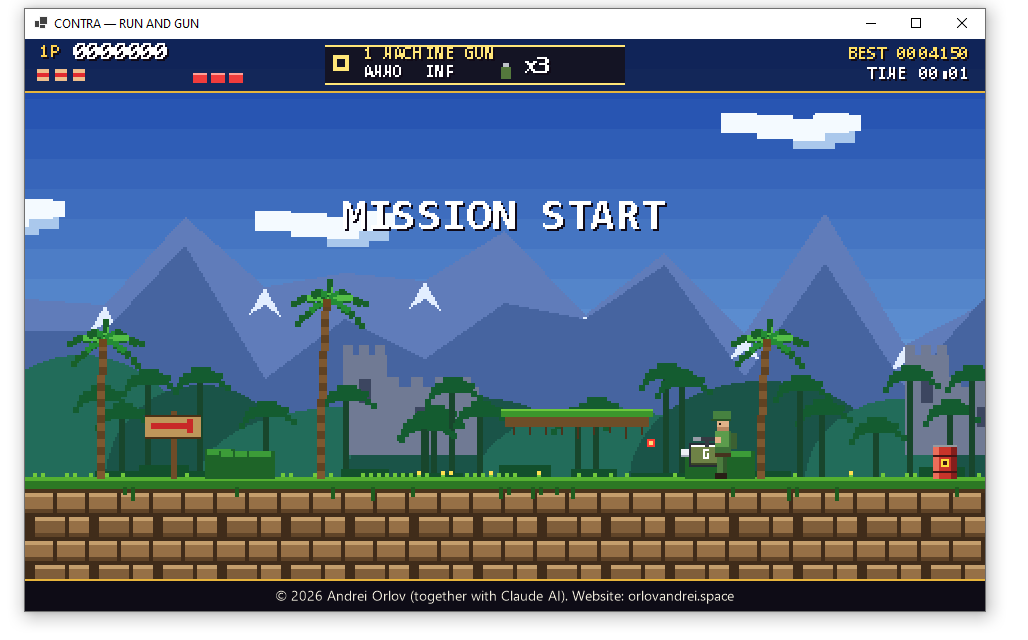 CONTRA — RUN AND GUN
1P 0000000
1 MACHINE GUN
AMMO INF
x3
BEST 0004150
TIME 00:01
MISSION START
G
© 2026 Andrei Orlov (together with Claude AI). Website: orlovandrei.space